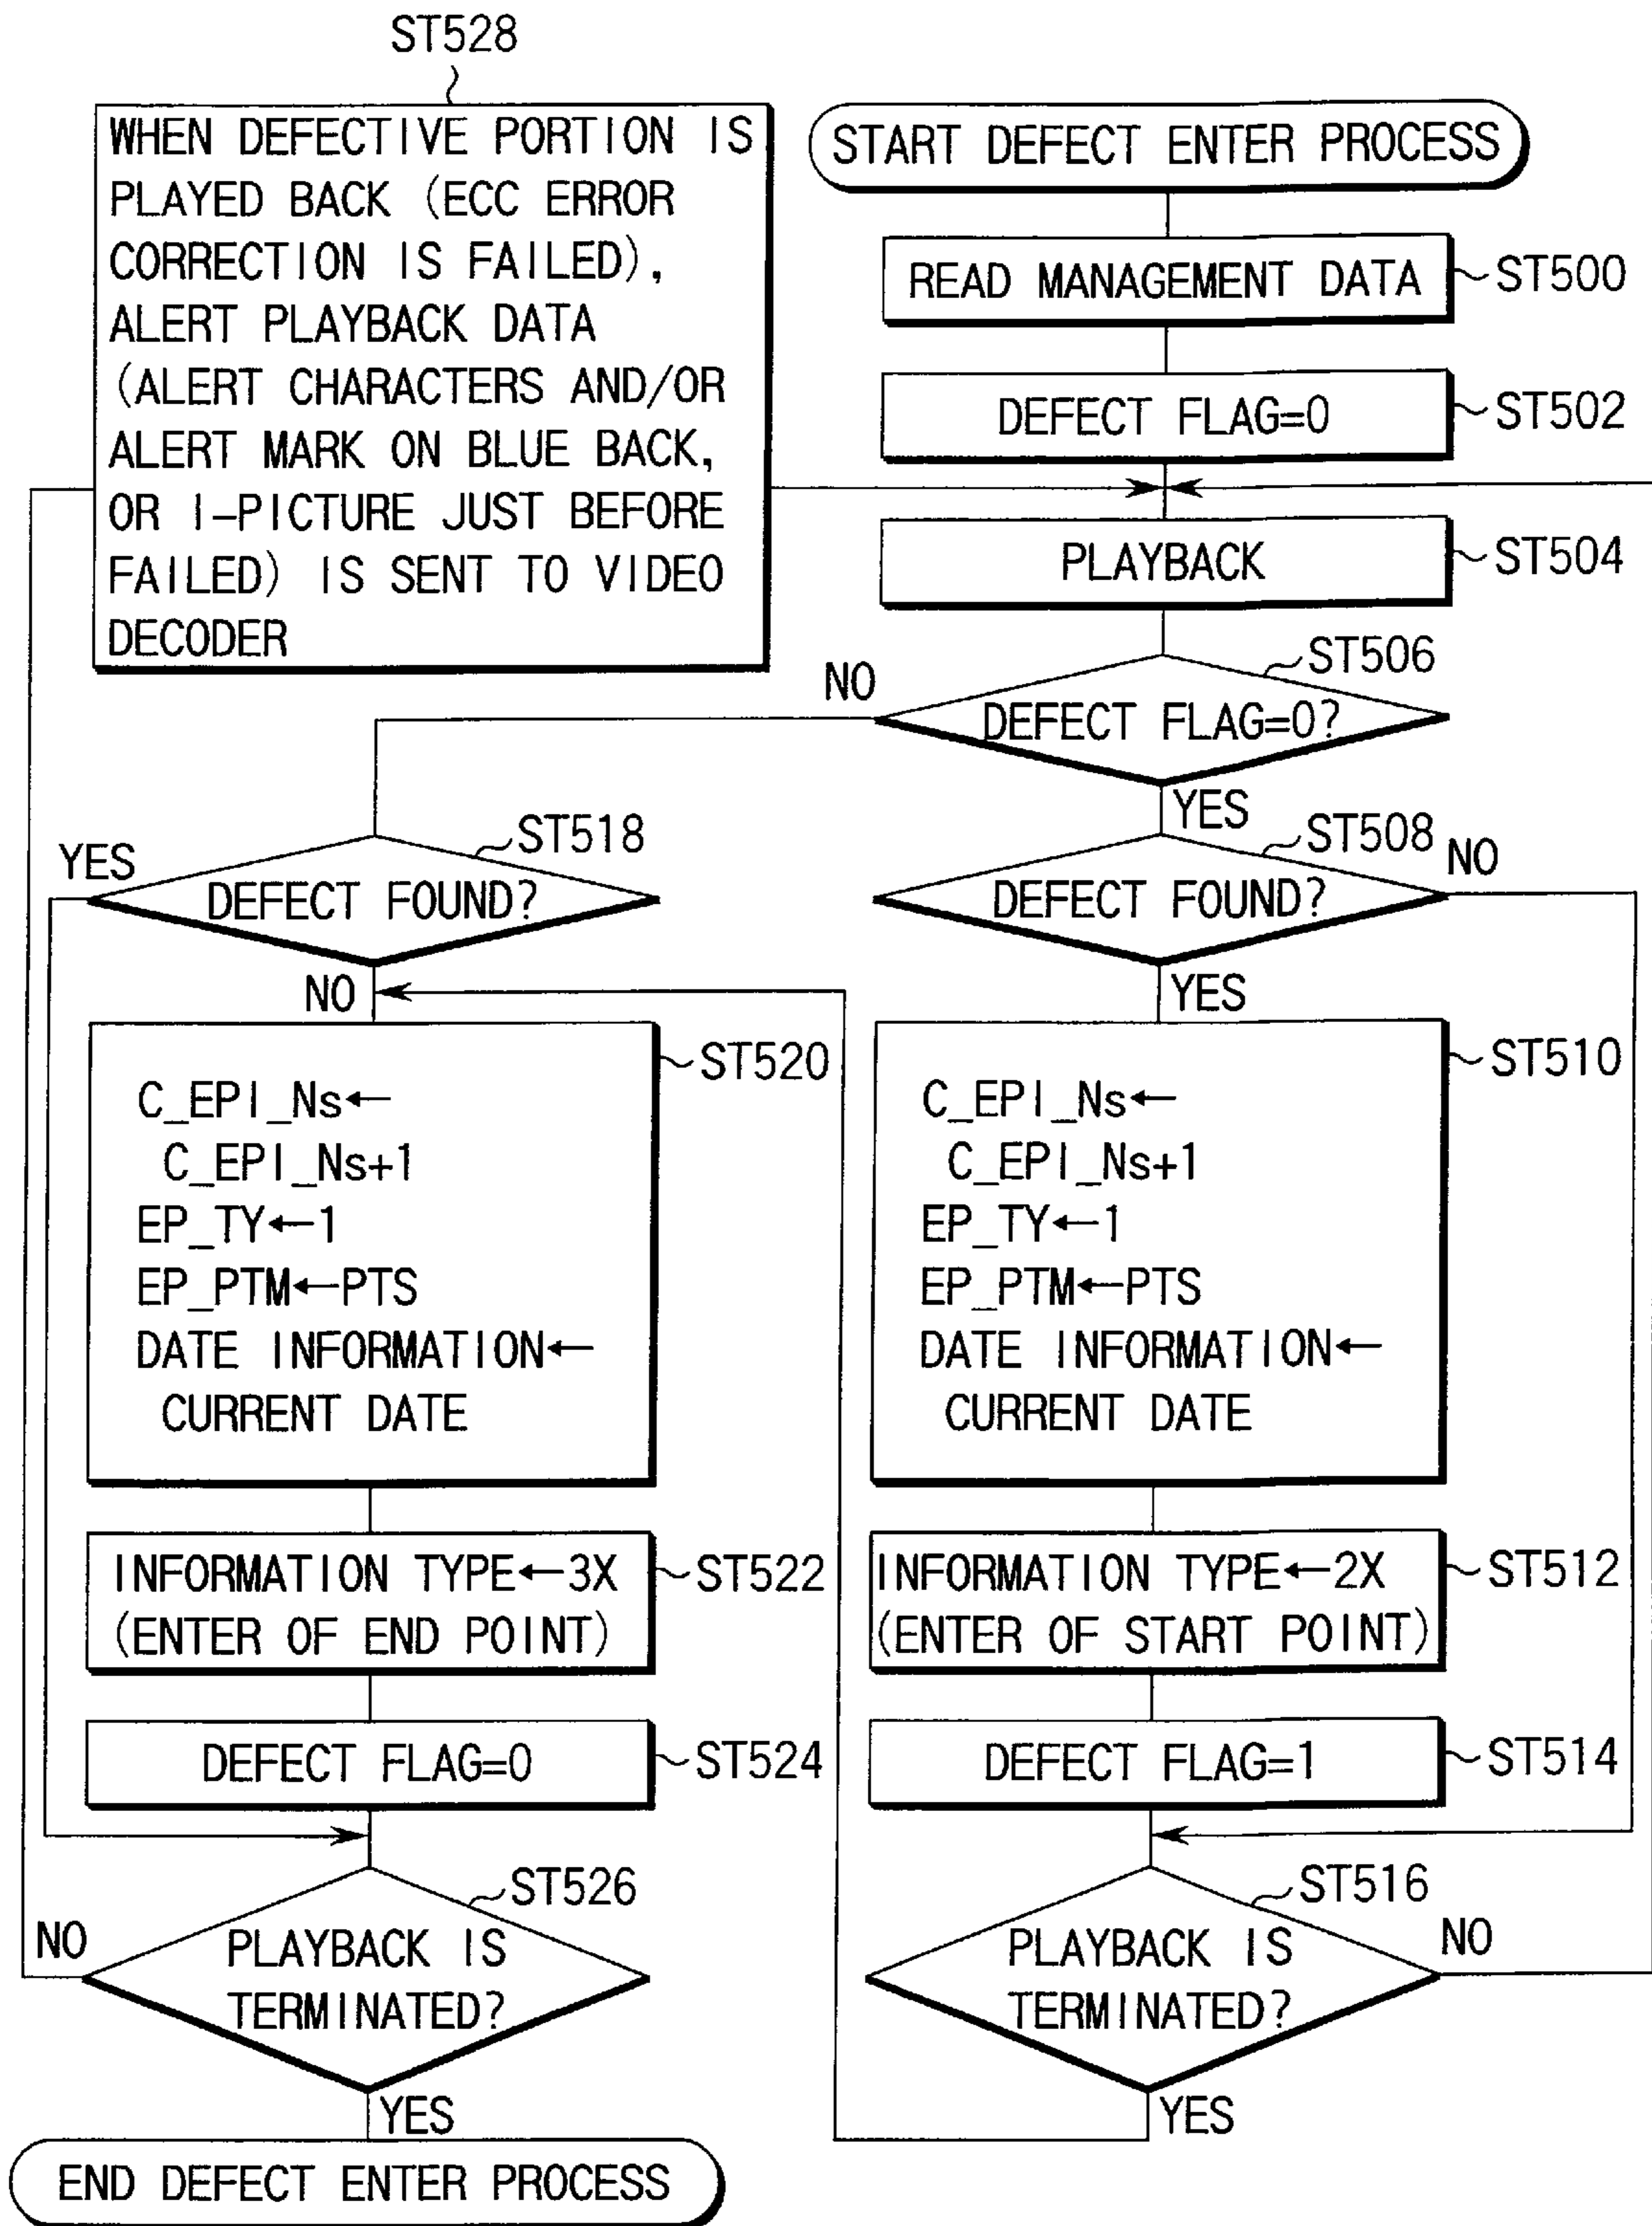 ST528
WHEN DEFECTIVE PORTION IS
PLAYED BACK (ECC ERROR
CORRECTION IS FAILED),
ALERT PLAYBACK DATA
(ALERT CHARACTERS AND/OR
ALERT MARK ON BLUE BACK,
OR I-PICTURE JUST BEFORE
FAILED) IS SENT TO VIDEO
DECODER
START DEFECT ENTER PROCESS
READ MANAGEMENT DATA
ST500
DEFECT FLAG=0
ST502
PLAYBACK
ST504
ST506
NO
DEFECT FLAG=0?
YES
ST518
YES
DEFECT FOUND?
NO
ST508
NO
DEFECT FOUND?
YES
ST520
C_EPI_Ns←
C_EPI_Ns+1
EP_TY←1
EP_PTM←PTS
DATE INFORMATION←
CURRENT DATE
ST510
C_EPI_Ns←
C_EPI_Ns+1
EP_TY←1
EP_PTM←PTS
DATE INFORMATION←
CURRENT DATE
INFORMATION TYPE←3X
(ENTER OF END POINT)
ST522
INFORMATION TYPE←2X
(ENTER OF START POINT)
ST512
DEFECT FLAG=0
ST524
DEFECT FLAG=1
ST514
ST526
NO
PLAYBACK IS
TERMINATED?
YES
ST516
NO
PLAYBACK IS
TERMINATED?
YES
END DEFECT ENTER PROCESS